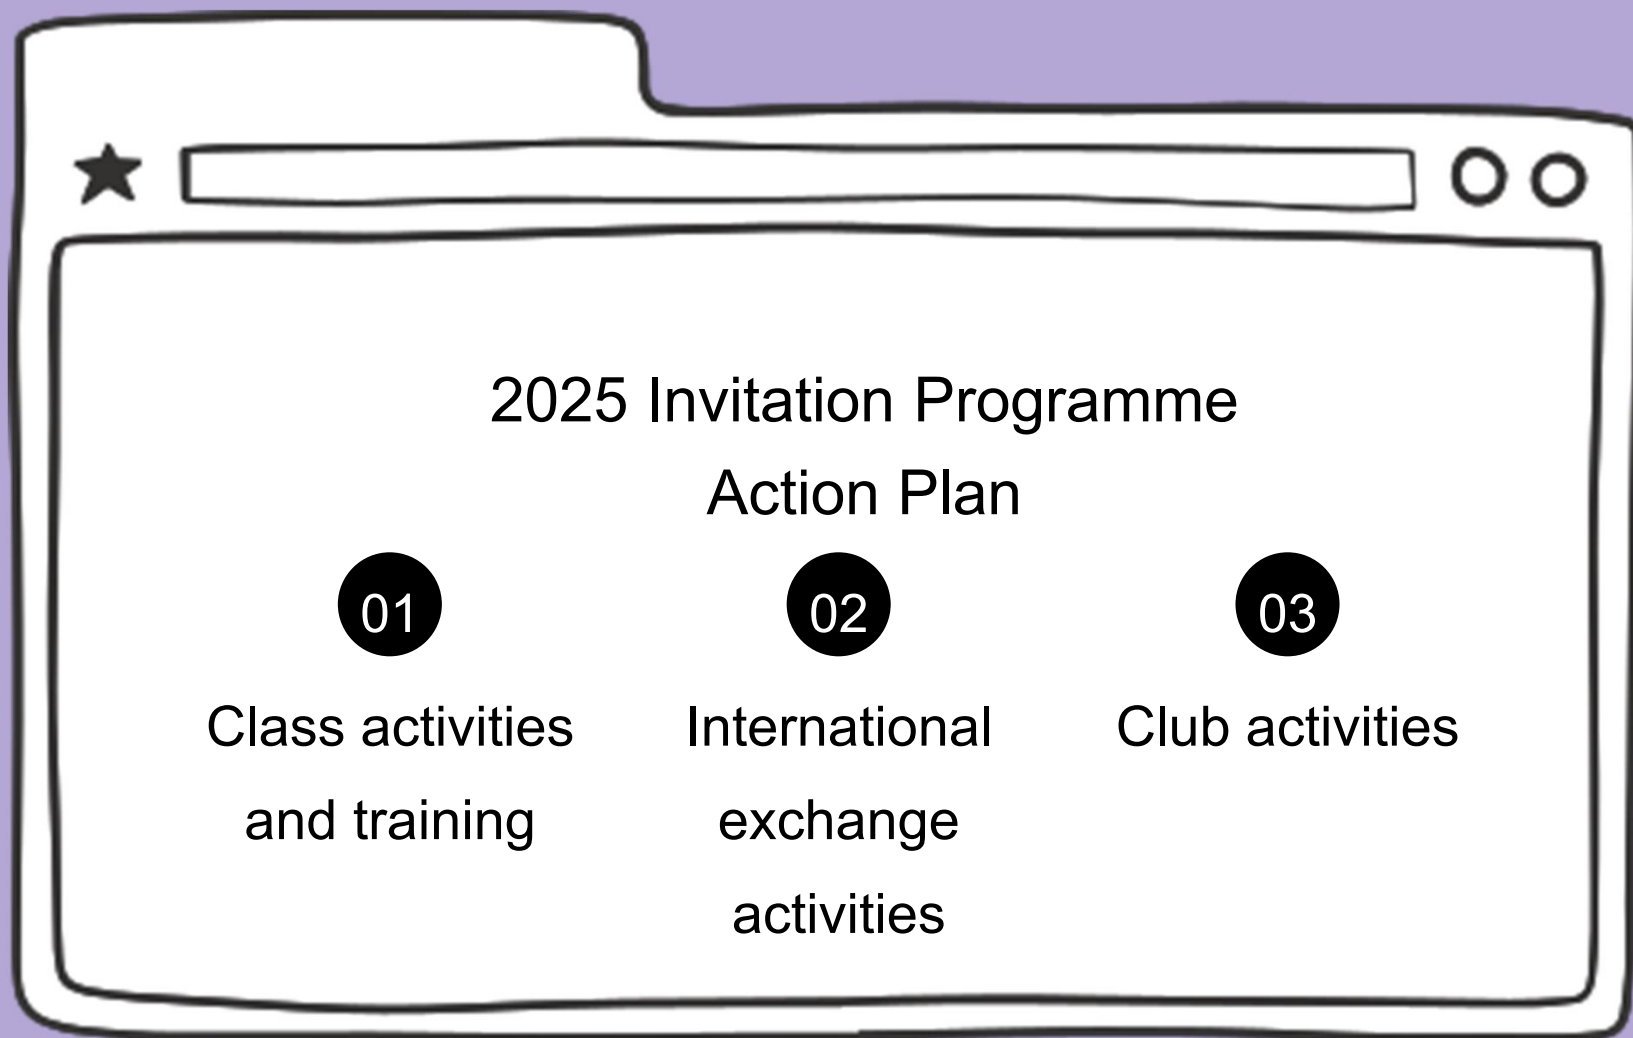 2025 Invitation Programme
Action Plan
01
Class activities
and training
02
International
exchange
activities
03
Club activities